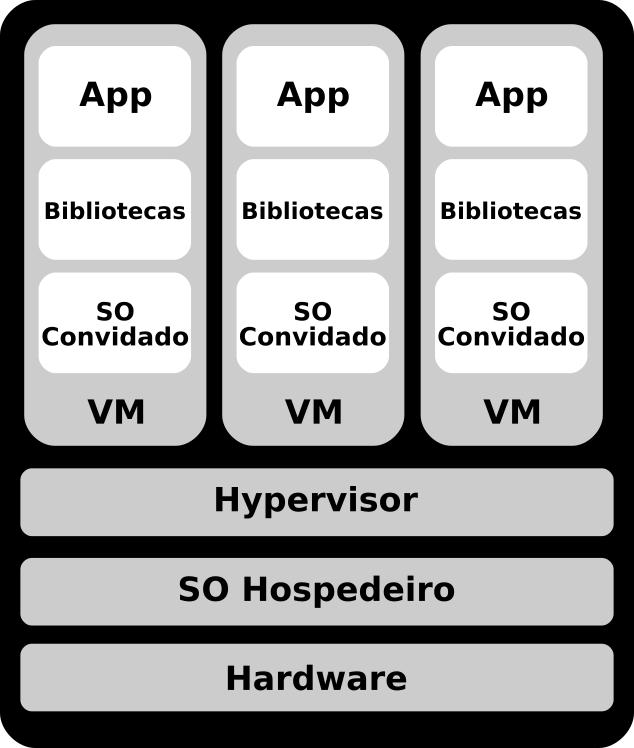 App
App
App
Bibliotecas
Bibliotecas
Bibliotecas
SO
Convidado
SO
Convidado
SO
Convidado
VM
VM
VM
Hypervisor
SO Hospedeiro
Hardware